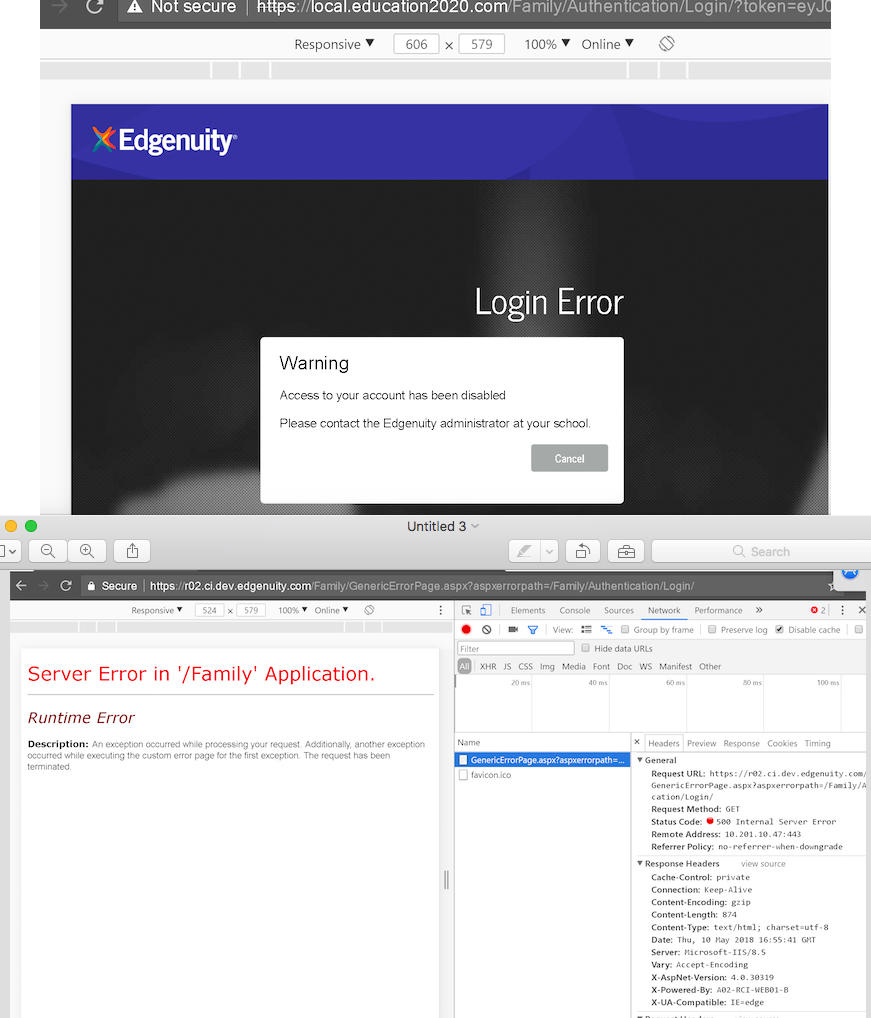 Not secure | https://local.education2020.com/Family/Authentication/Login/?token=eyJ0
Responsive ▼ 606 × 579 100% ▼ Online ▼
Edgenuity®
Login Error
Warning
Access to your account has been disabled
Please contact the Edgenuity administrator at your school.
Cancel
Untitled 3
Search
Secure | https://r02.ci.dev.edgenuity.com/Family/GenericErrorPage.aspx?aspxerrorpath=/Family/Authentication/Login/
Responsive ▼ 524 × 579 100% ▼ Online ▼
Elements Console Sources Network Performance » 2
View: Group by frame Preserve log Disable cache
Filter Hide data URLs
All XHR JS CSS Img Media Font Doc WS Manifest Other
20 ms 40 ms 60 ms 80 ms 100 ms
Server Error in '/Family' Application.
Runtime Error
Description: An exception occurred while processing your request. Additionally, another exception
occurred while executing the custom error page for the first exception. The request has been
terminated.
Name
GenericErrorPage.aspx?aspxerrorpath=...
favicon.ico
× Headers Preview Response Cookies Timing
▼ General
Request URL: https://r02.ci.dev.edgenuity.com/
GenericErrorPage.aspx?aspxerrorpath=/Family/A
cation/Login/
Request Method: GET
Status Code: 500 Internal Server Error
Remote Address: 10.201.10.47:443
Referrer Policy: no-referrer-when-downgrade
▼ Response Headers view source
Cache-Control: private
Connection: Keep-Alive
Content-Encoding: gzip
Content-Length: 874
Content-Type: text/html; charset=utf-8
Date: Thu, 10 May 2018 16:55:41 GMT
Server: Microsoft-IIS/8.5
Vary: Accept-Encoding
X-AspNet-Version: 4.0.30319
X-Powered-By: A02-RCI-WEB01-B
X-UA-Compatible: IE=edge